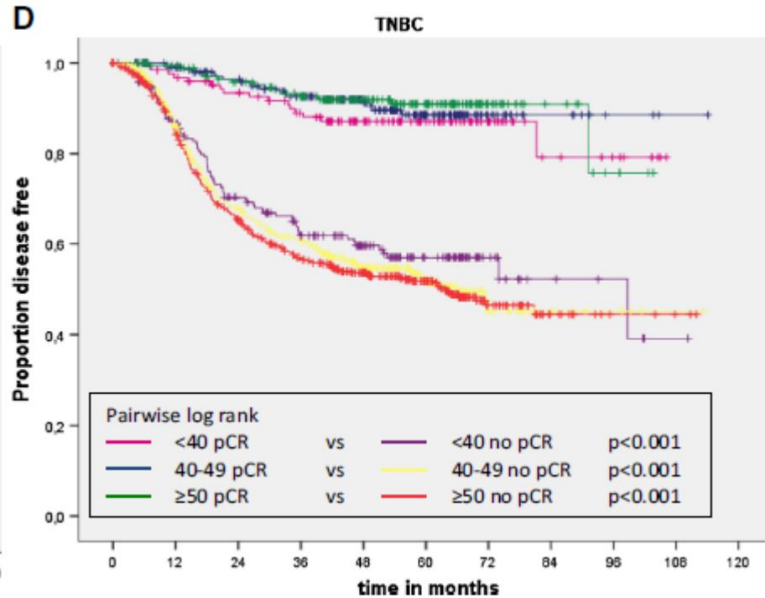 D
TNBC
Proportion disease free
1,0
0,8
0,6
0,4
0,2
0,0
Pairwise log rank
<40 pCR vs <40 no pCR p<0.001
40-49 pCR vs 40-49 no pCR p<0.001
≥50 pCR vs ≥50 no pCR p<0.001
0 12 24 36 48 60 72 84 96 108 120
time in months